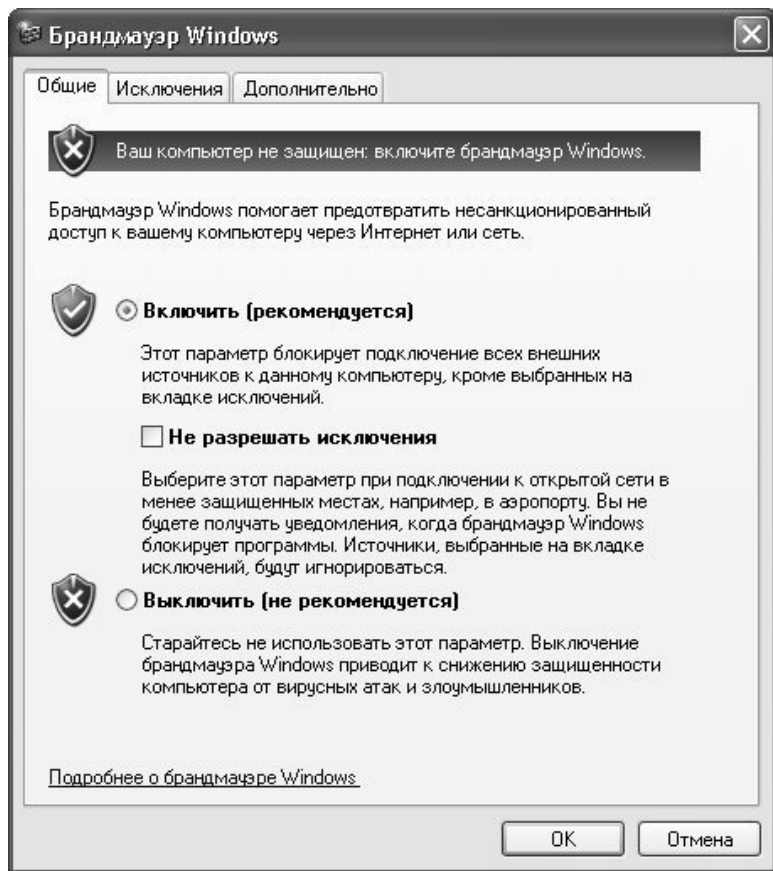 Брандмауэр Windows
Общие Исключения Дополнительно
Ваш компьютер не защищен: включите брандмауэр Windows.
Брандмауэр Windows помогает предотвратить несанкционированный
доступ к вашему компьютеру через Интернет или сеть.
Включить (рекомендуется)
Этот параметр блокирует подключение всех внешних
источников к данному компьютеру, кроме выбранных на
вкладке исключений.
Не разрешать исключения
Выберите этот параметр при подключении к открытой сети в
менее защищенных местах, например, в аэропорту. Вы не
будете получать уведомления, когда брандмауэр Windows
блокирует программы. Источники, выбранные на вкладке
исключений, будут игнорироваться.
Выключить (не рекомендуется)
Старайтесь не использовать этот параметр. Выключение
брандмауэра Windows приводит к снижению защищенности
компьютера от вирусных атак и злоумышленников.
Подробнее о брандмауэре Windows
OK Отмена